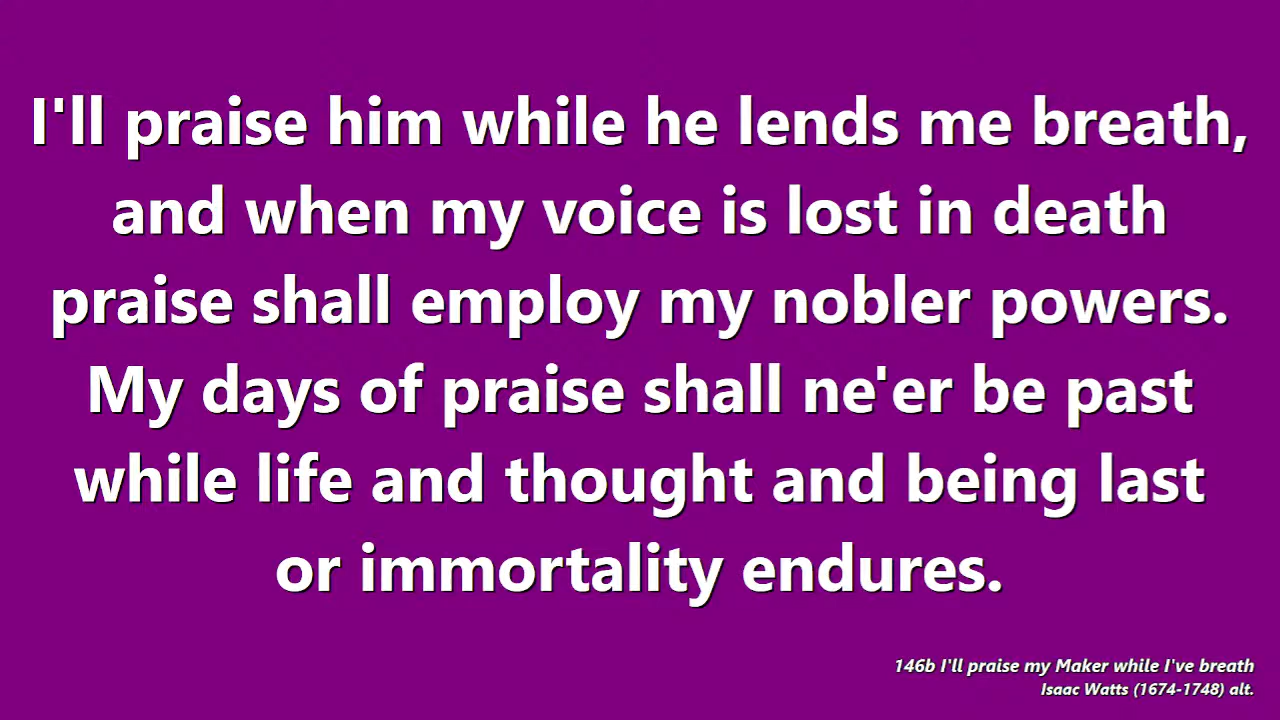 I'll praise him while he lends me breath,
and when my voice is lost in death
praise shall employ my nobler powers.
My days of praise shall ne'er be past
while life and thought and being last
or immortality endures.
146b I'll praise my Maker while I've breath
Isaac Watts (1674-1748) alt.